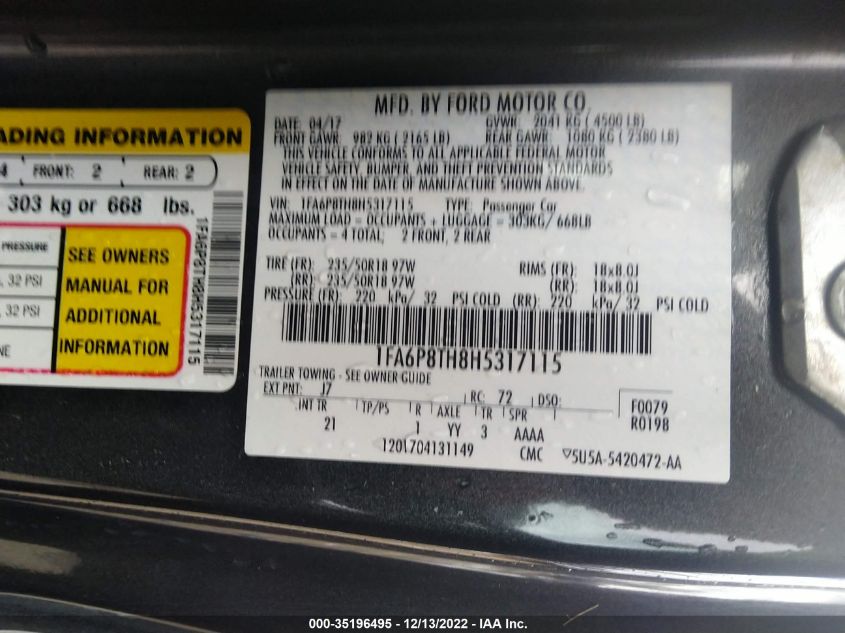 ADING INFORMATION
4 FRONT: 2 REAR: 2
303 kg or 668 lbs.
PRESSURE
32 PSI
32 PSI
NE
SEE OWNERS
MANUAL FOR
ADDITIONAL
INFORMATION
1FA6P8TH8H5317115
MFD. BY FORD MOTOR CO.
DATE: 04/17 GVWR: 2041 KG ( 4500 LB)
FRONT GAWR: 982 KG ( 2165 LB) REAR GAWR: 1080 KG ( 2380 LB)
THIS VEHICLE CONFORMS TO ALL APPLICABLE FEDERAL MOTOR
VEHICLE SAFETY, BUMPER, AND THEFT PREVENTION STANDARDS
IN EFFECT ON THE DATE OF MANUFACTURE SHOWN ABOVE.
VIN: 1FA6P8TH8H5317115 TYPE: Passenger Car
MAXIMUM LOAD = OCCUPANTS + LUGGAGE = 303KG/ 668LB
OCCUPANTS = 4 TOTAL; 2 FRONT, 2 REAR
TIRE (FR): 235/50R18 97W RIMS (FR): 18x8.0J
(RR): 235/50R18 97W (RR): 18x8.0J
PRESSURE (FR): 220 kPa/ 32 PSI COLD (RR): 220 kPa/32 PSI COLD
1FA6P8TH8H5317115
TRAILER TOWING - SEE OWNER GUIDE
EXT PNT: J7 RC: 72 DSO: F0079
INT TR TP/PS R AXLE TR SPR R0198
21 1 YY 3 AAAA
1201704131149 CMC 5U5A-5420472-AA
000-35196495 - 12/13/2022 - IAA Inc.